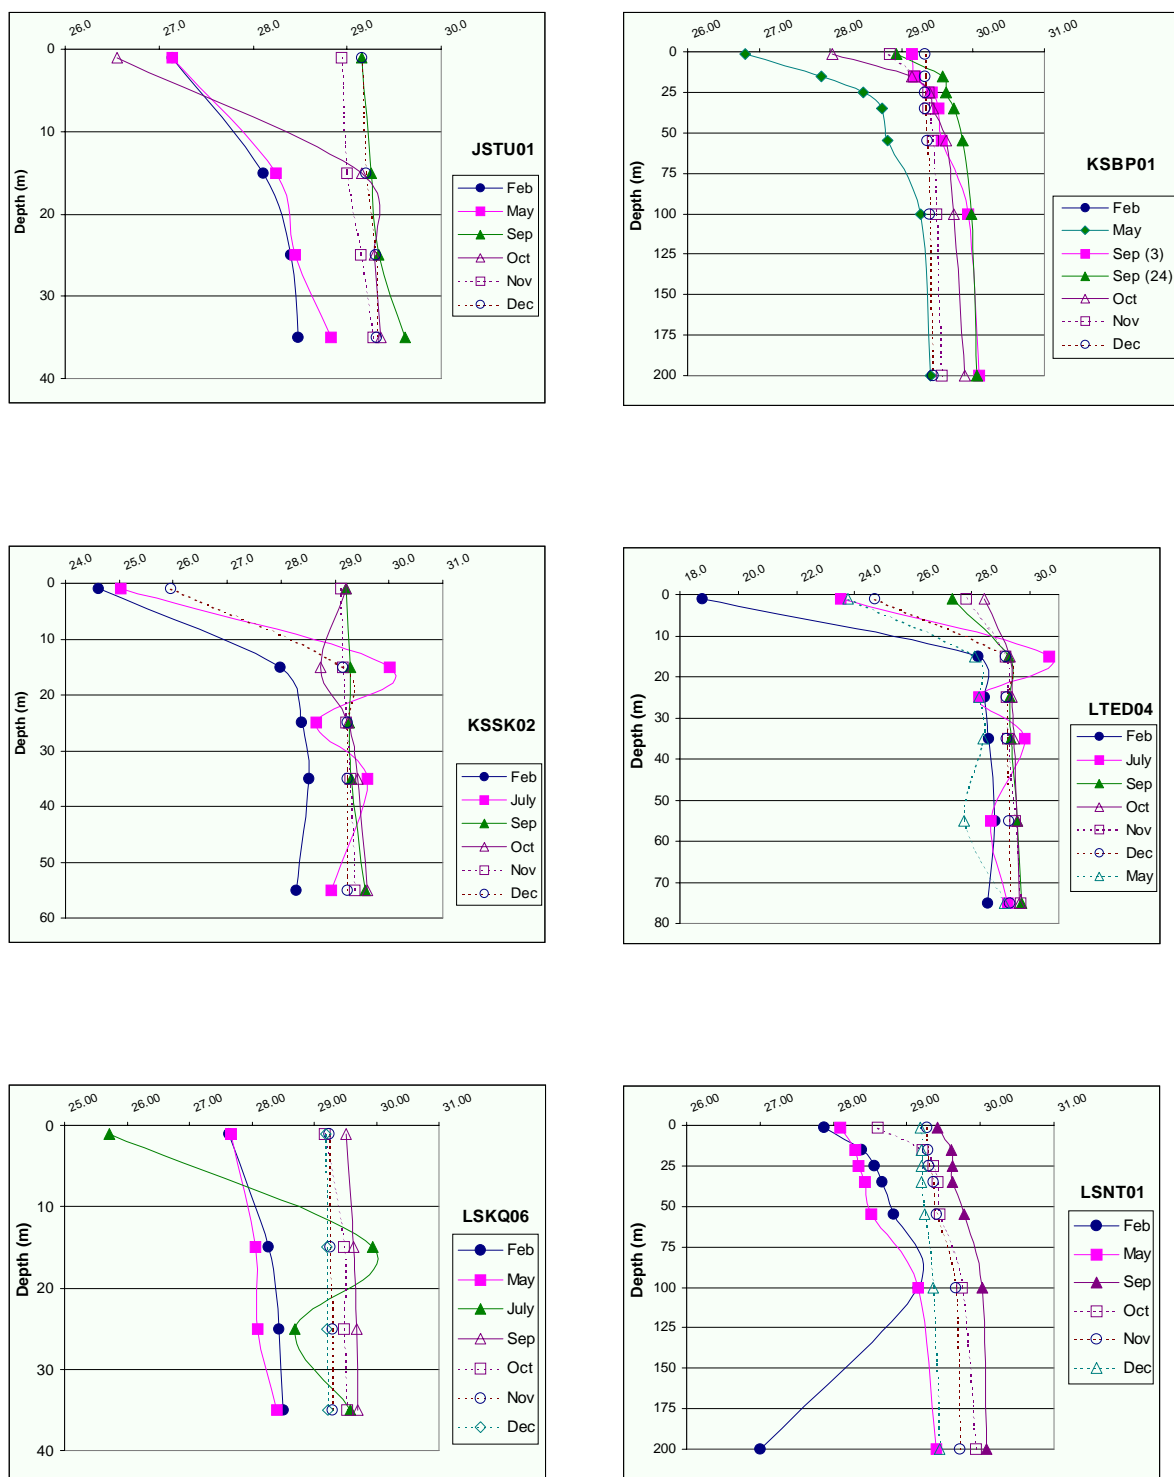 26.0 27.0 28.0 29.0 30.0
0
10
20
30
40
Depth (m)
JSTU01
Feb
May
Sep
Oct
Nov
Dec
26.00 27.00 28.00 29.00 30.00 31.00
0
25
50
75
100
125
150
175
200
Depth (m)
KSBP01
Feb
May
Sep (3)
Sep (24)
Oct
Nov
Dec
24.0 25.0 26.0 27.0 28.0 29.0 30.0 31.0
0
10
20
30
40
50
60
Depth (m)
KSSK02
Feb
July
Sep
Oct
Nov
Dec
18.0 20.0 22.0 24.0 26.0 28.0 30.0
0
10
20
30
40
50
60
70
80
Depth (m)
LTED04
Feb
July
Sep
Oct
Nov
Dec
May
25.00 26.00 27.00 28.00 29.00 30.00 31.00
0
10
20
30
40
Depth (m)
LSKQ06
Feb
May
July
Sep
Oct
Nov
Dec
26.00 27.00 28.00 29.00 30.00 31.00
0
25
50
75
100
125
150
175
200
Depth (m)
LSNT01
Feb
May
Sep
Oct
Nov
Dec